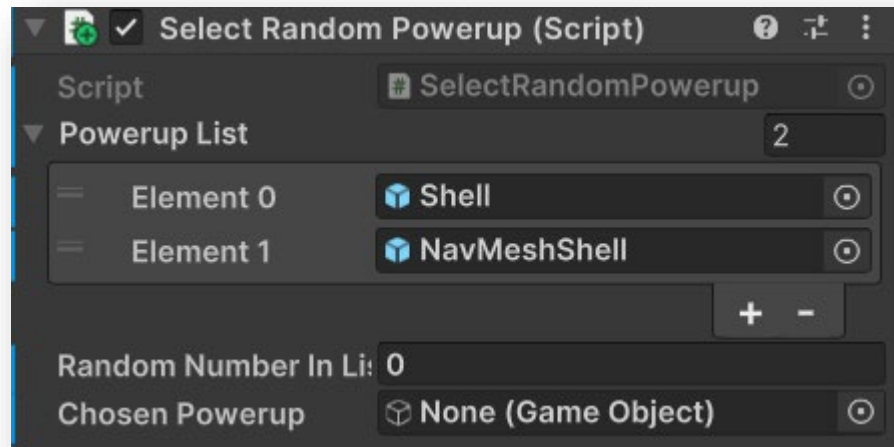 Select Random Powerup (Script)
Script # SelectRandomPowerup
Powerup List 2
Element 0 Shell
Element 1 NavMeshShell
+ -
Random Number In Lis 0
Chosen Powerup None (Game Object)